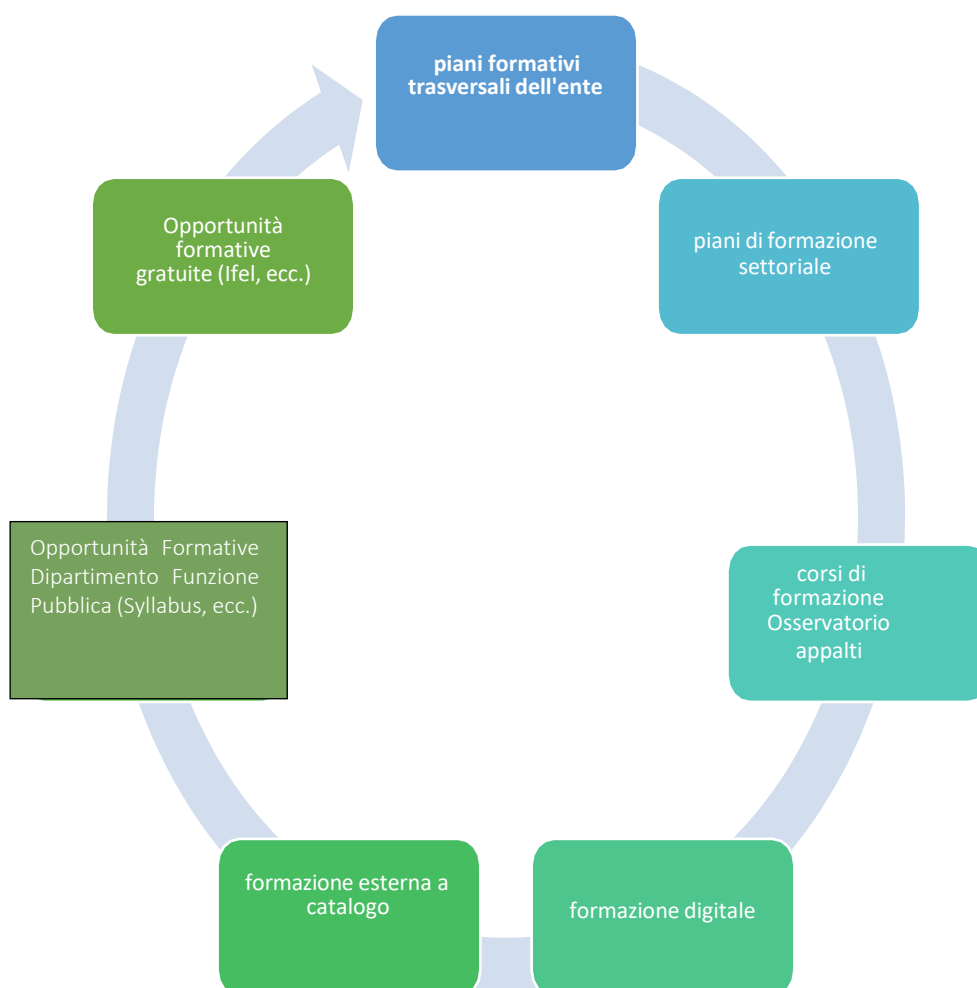 piani formativi
trasversali dell'ente
piani di formazione
settoriale
corsi di
formazione
Osservatorio
appalti
formazione digitale
formazione esterna a
catalogo
Opportunità Formative
Dipartimento Funzione
Pubblica (Syllabus, ecc.)
Opportunità
formative
gratuite (Ifel, ecc.)